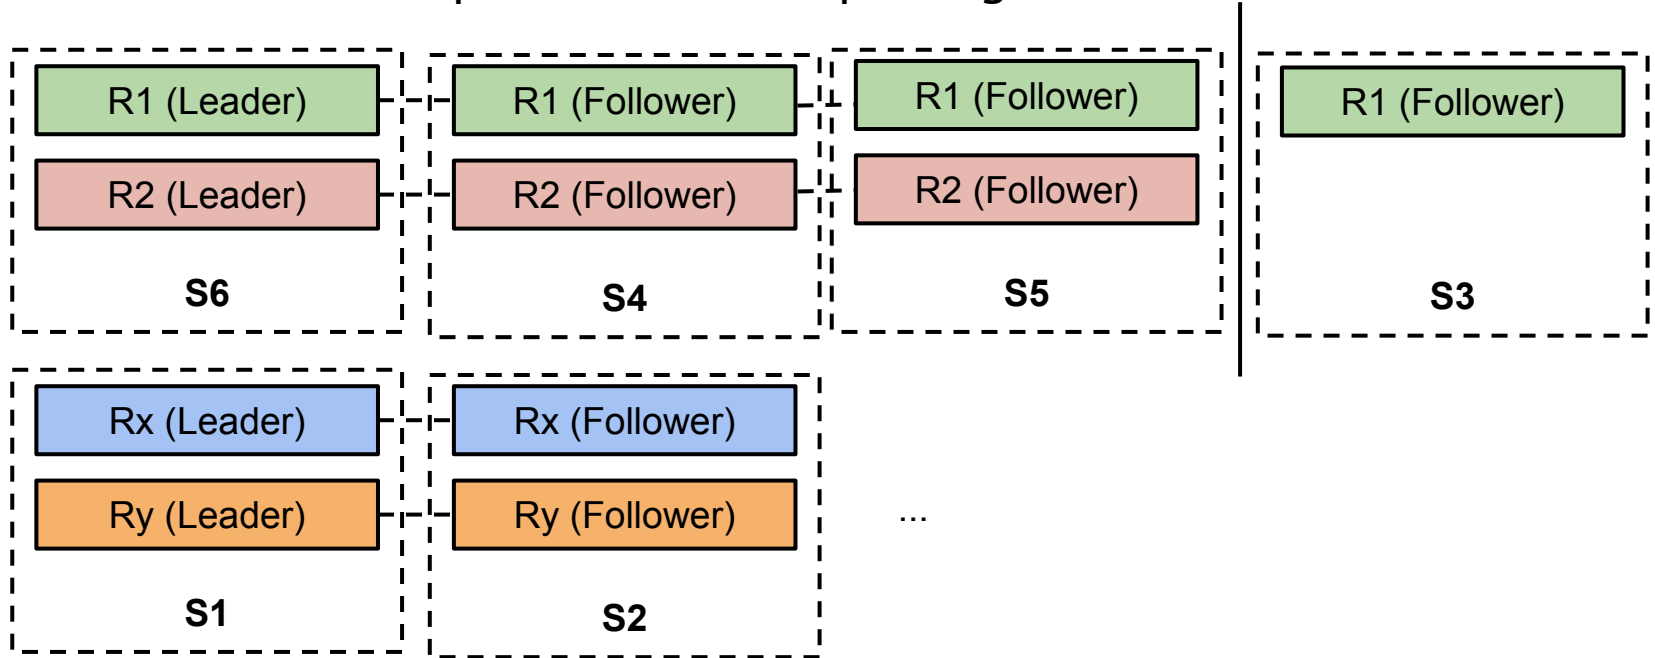 R1 (Leader)
R1 (Follower)
R1 (Follower)
R1 (Follower)
R2 (Leader)
R2 (Follower)
R2 (Follower)
S6
S4
S5
S3
Rx (Leader)
Rx (Follower)
Ry (Leader)
Ry (Follower)
...
S1
S2